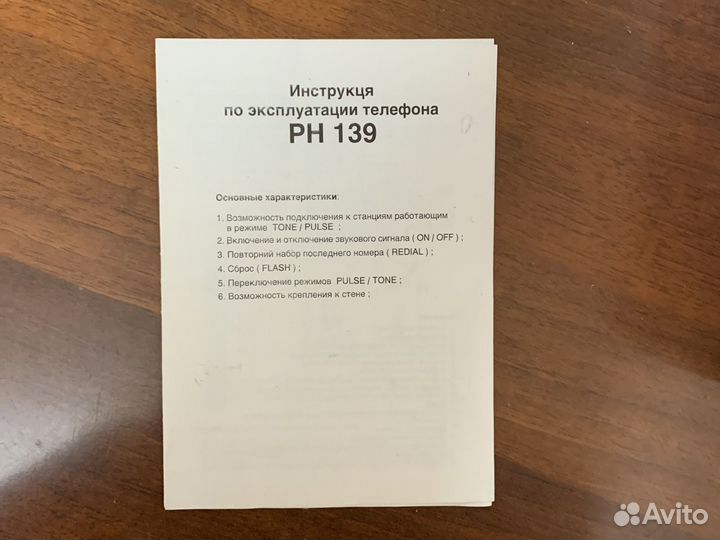 Инструкця
по эксплуатации телефона
PH 139
Основные характеристики:
1. Возможность подключения к станциям работающим
в режиме TONE / PULSE ;
2. Включение и отключение звукового сигнала ( ON / OFF ) ;
3. Повторный набор последнего номера ( REDIAL ) ;
4. Сброс ( FLASH ) ;
5. Переключение режимов PULSE / TONE ;
6. Возможность крепления к стене ;
Avito